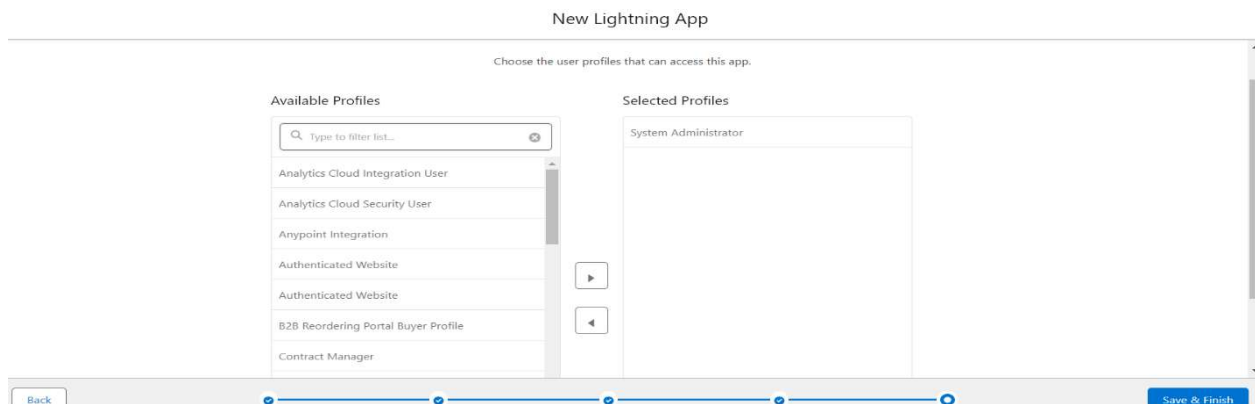 New Lightning App
Choose the user profiles that can access this app.
Available Profiles
Selected Profiles
Type to filter list...
System Administrator
Analytics Cloud Integration User
Analytics Cloud Security User
Anypoint Integration
Authenticated Website
Authenticated Website
B2B Reordering Portal Buyer Profile
Contract Manager
Back
Save & Finish